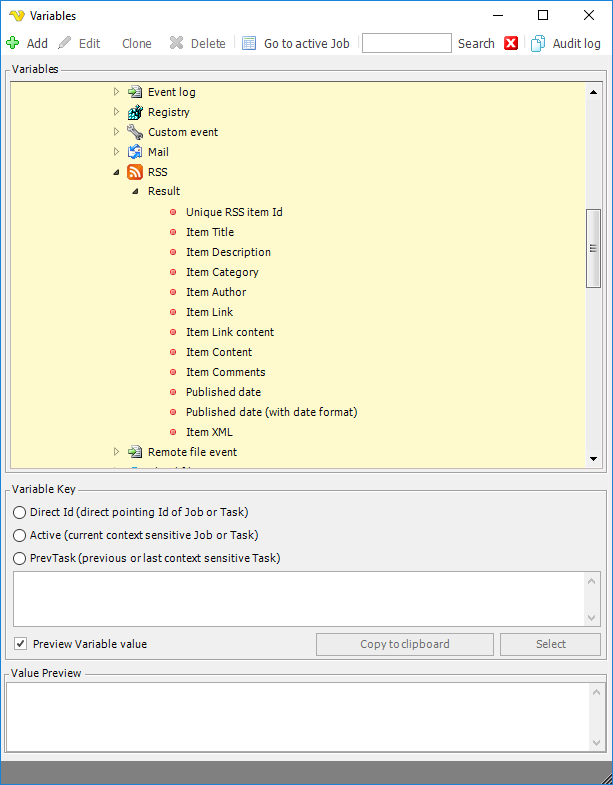 Variables
Add Edit Clone Delete Go to active Job Search Audit log
Variables
Event log
Registry
Custom event
Mail
RSS
Result
Unique RSS item Id
Item Title
Item Description
Item Category
Item Author
Item Link
Item Link content
Item Content
Item Comments
Published date
Published date (with date format)
Item XML
Remote file event
Variable Key
Direct Id (direct pointing Id of Job or Task)
Active (current context sensitive Job or Task)
PrevTask (previous or last context sensitive Task)
Preview Variable value Copy to clipboard Select
Value Preview